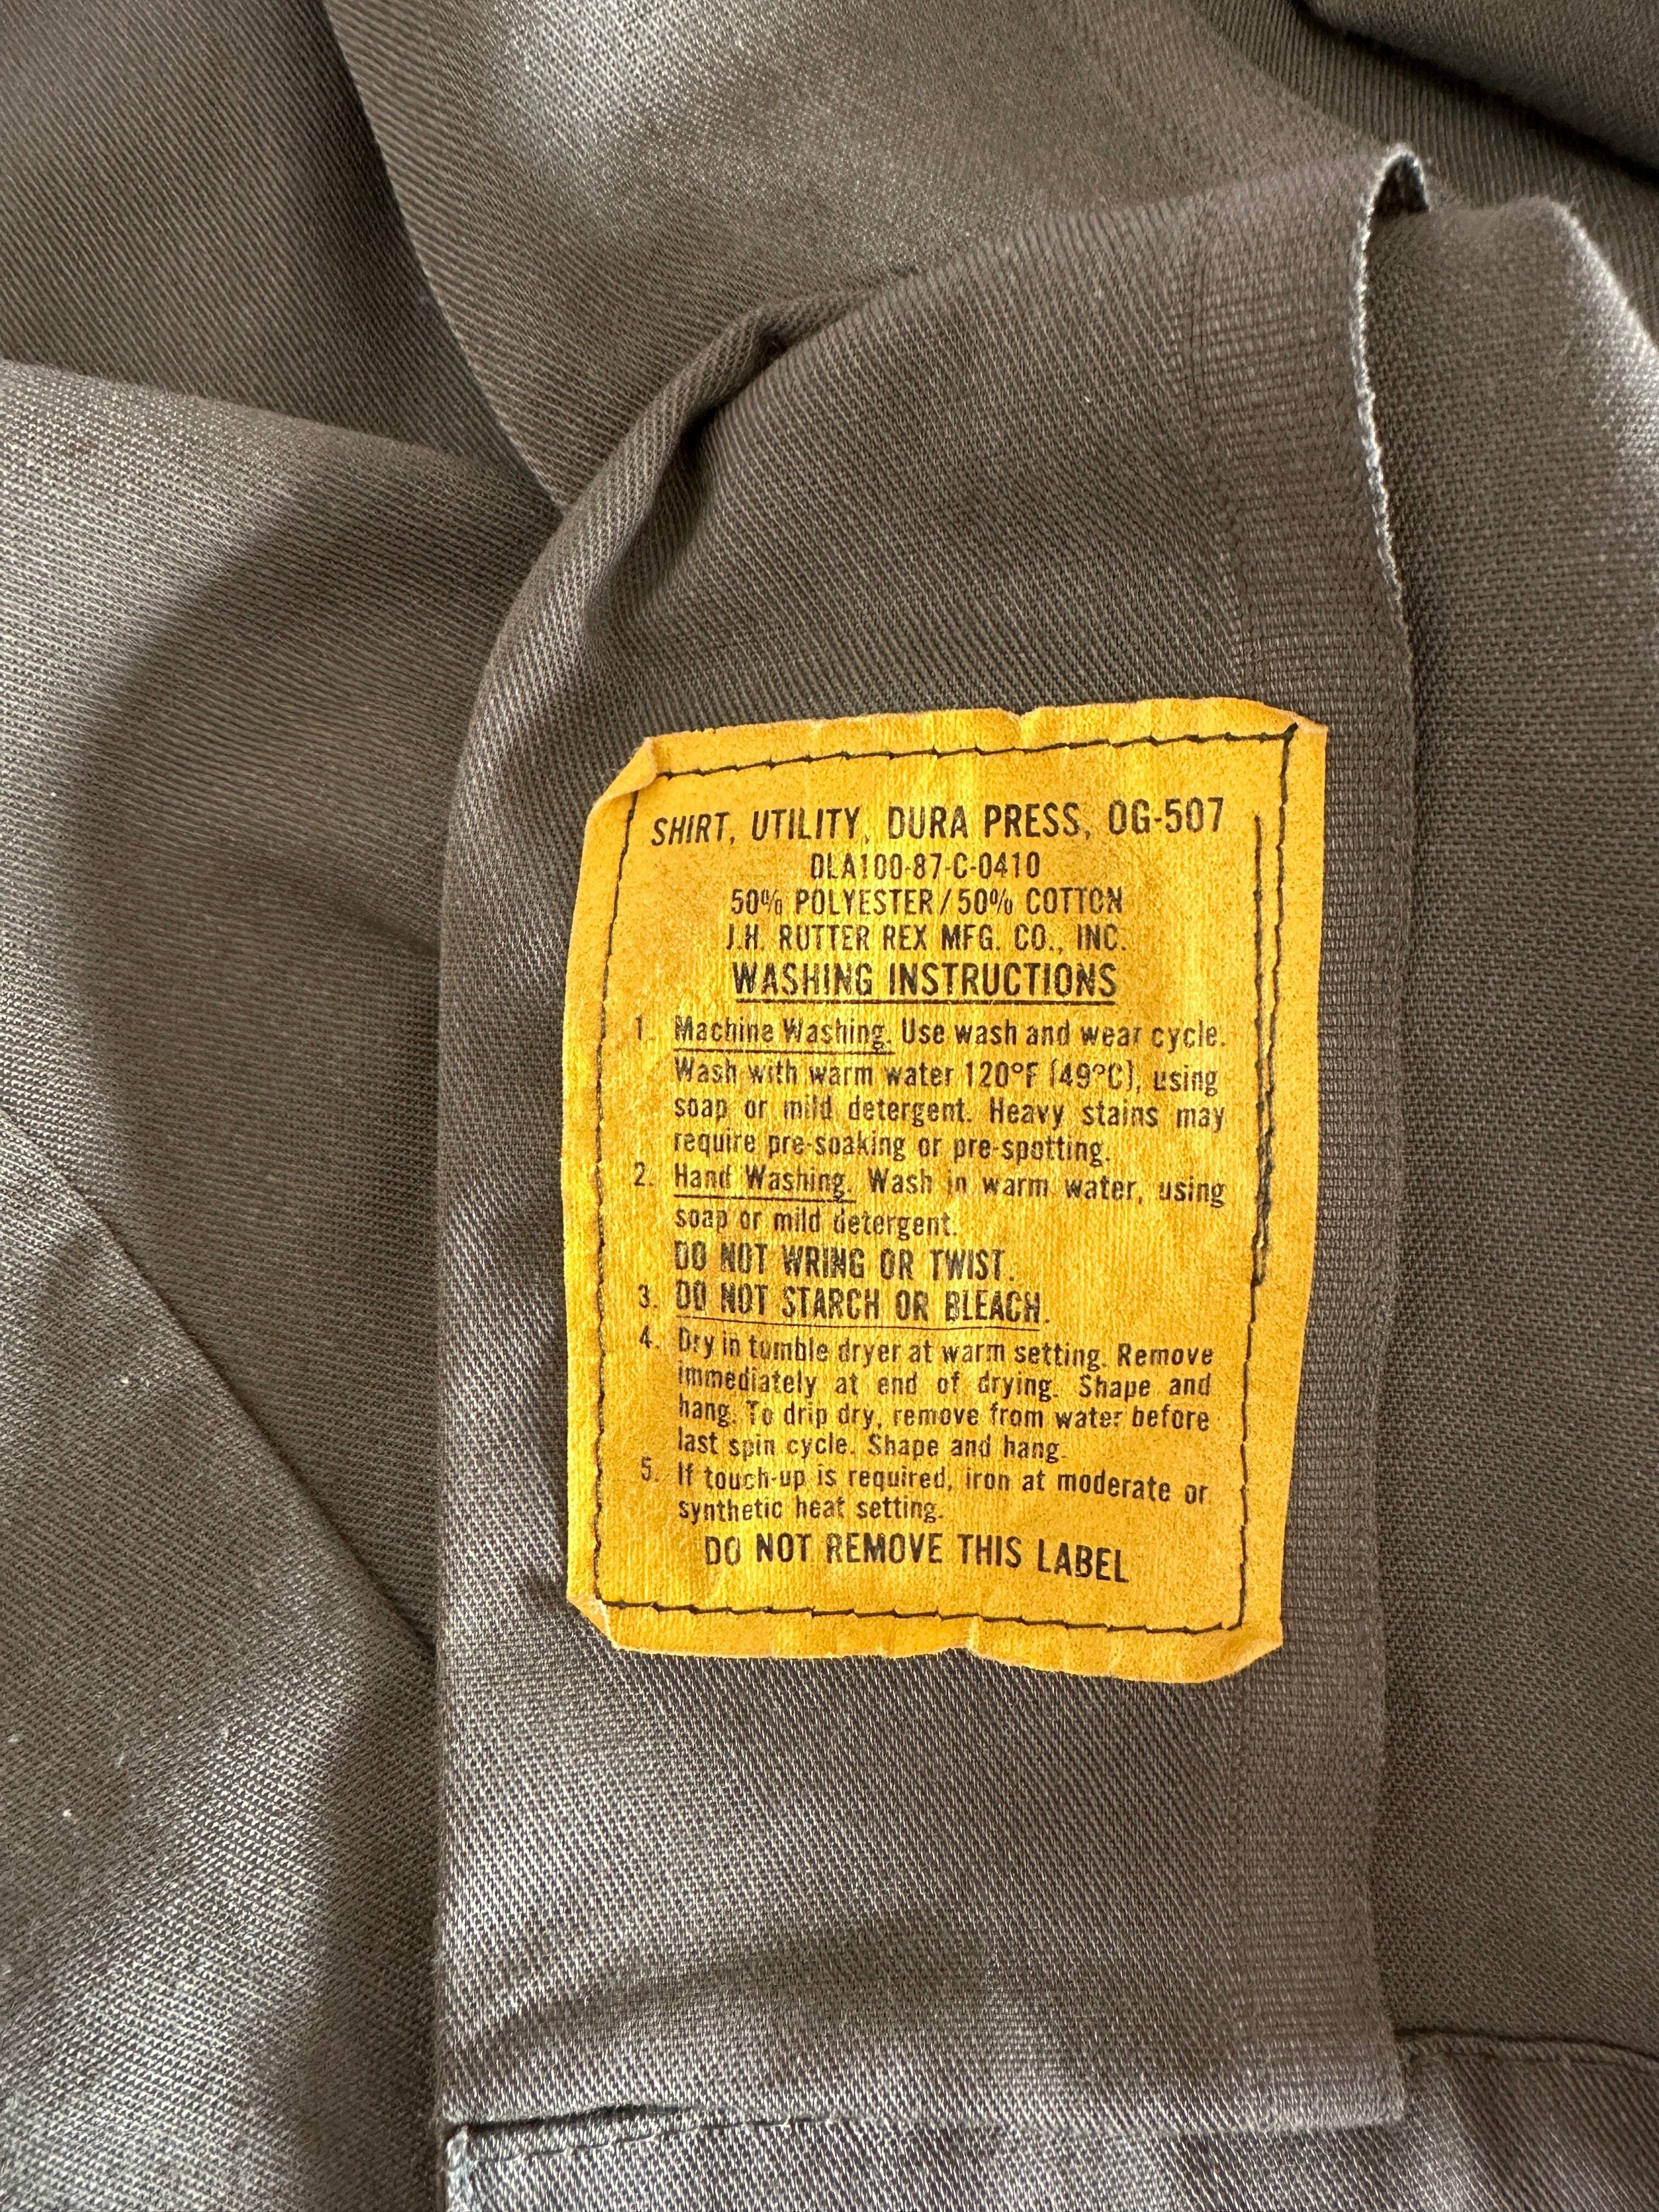 SHIRT, UTILITY, DURA PRESS, OG-507
DLA100-87-C-0410
50% POLYESTER/50% COTTON
J.H. RUTTER REX MFG. CO., INC.
WASHING INSTRUCTIONS
1. Machine Washing. Use wash and wear cycle.
Wash with warm water 120°F (49°C), using
soap or mild detergent. Heavy stains may
require pre-soaking or pre-spotting.
2. Hand Washing. Wash in warm water, using
soap or mild detergent.
DO NOT WRING OR TWIST.
3. DO NOT STARCH OR BLEACH.
4. Dry in tumble dryer at warm setting. Remove
immediately at end of drying. Shape and
hang. To drip dry, remove from water before
last spin cycle. Shape and hang.
5. If touch-up is required, iron at moderate or
synthetic heat setting.
DO NOT REMOVE THIS LABEL